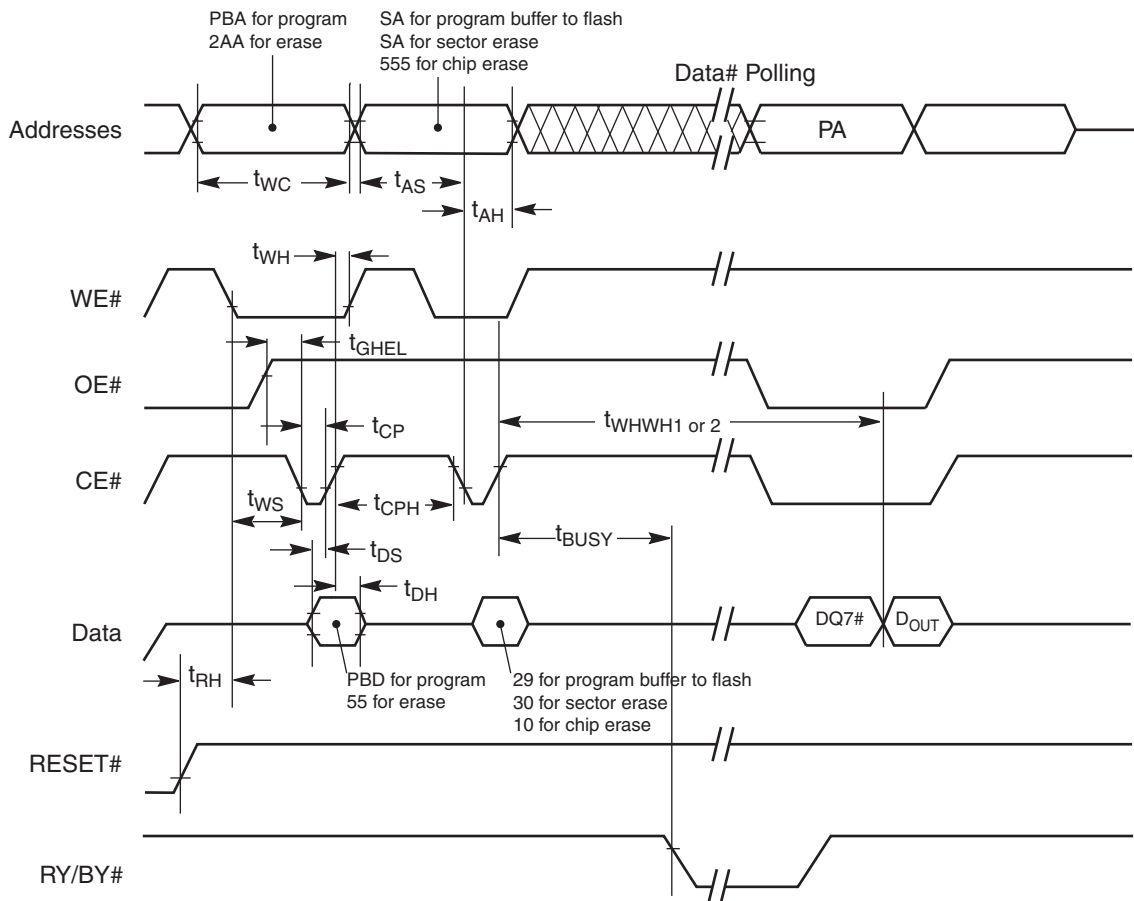 PBA for program
2AA for erase
SA for program buffer to flash
SA for sector erase
555 for chip erase
Data# Polling
Addresses
PA
tWC
tAS
tAH
tWH
WE#
tGHEL
OE#
tWHWH1 or 2
tCP
CE#
tWS
tCPH
tBUSY
tDS
tDH
Data
DQ7#
DOUT
tRH
PBD for program
55 for erase
29 for program buffer to flash
30 for sector erase
10 for chip erase
RESET#
RY/BY#